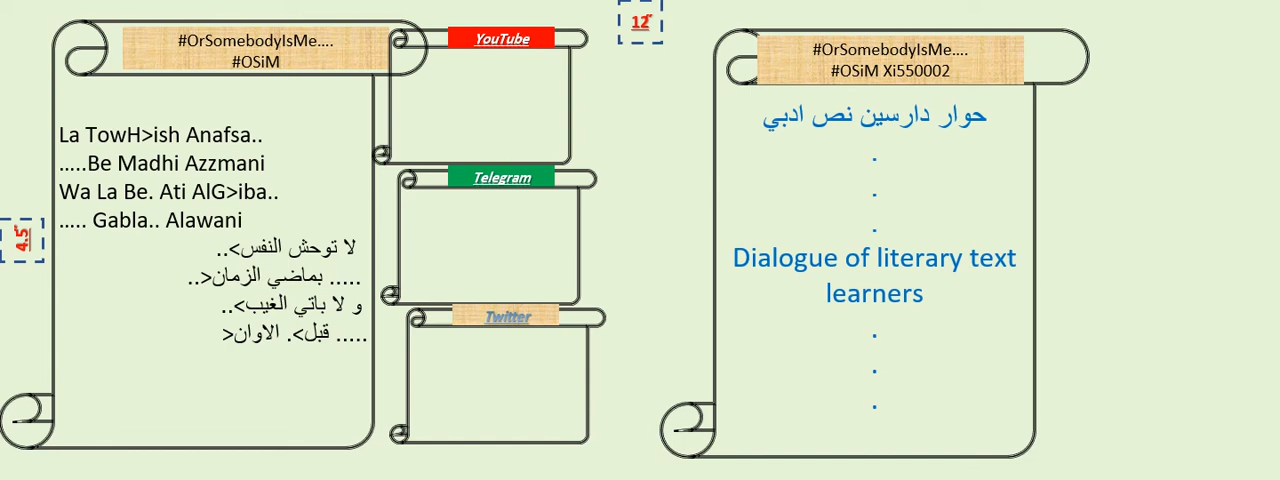 #OrSomebodyIsMe....
#OSiM
La TowH>ish Anafsa..
.....Be Madhi Azzmani
Wa La Be. Ati AlG>iba..
..... Gabla.. Alawani
لا توحش النفس>..
..... بماضي الزمان>..
و لا باتي الغيب>..
..... قبل>. الاوان>
4.5
YouTube
Telegram
Twitter
12
#OrSomebodyIsMe....
#OSiM Xi550002
حوار دارسين نص ادبي
.
.
.
Dialogue of literary text
learners
.
.
.